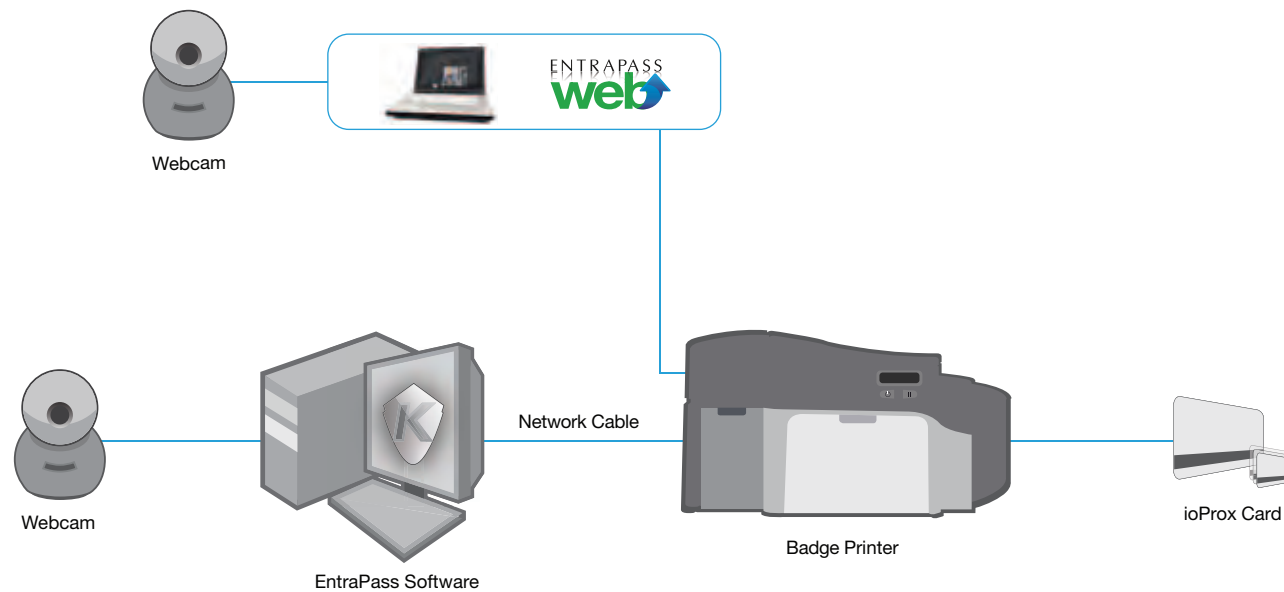 ENTRAPASS
web
Webcam
Network Cable
Webcam
ioProx Card
Badge Printer
EntraPass Software